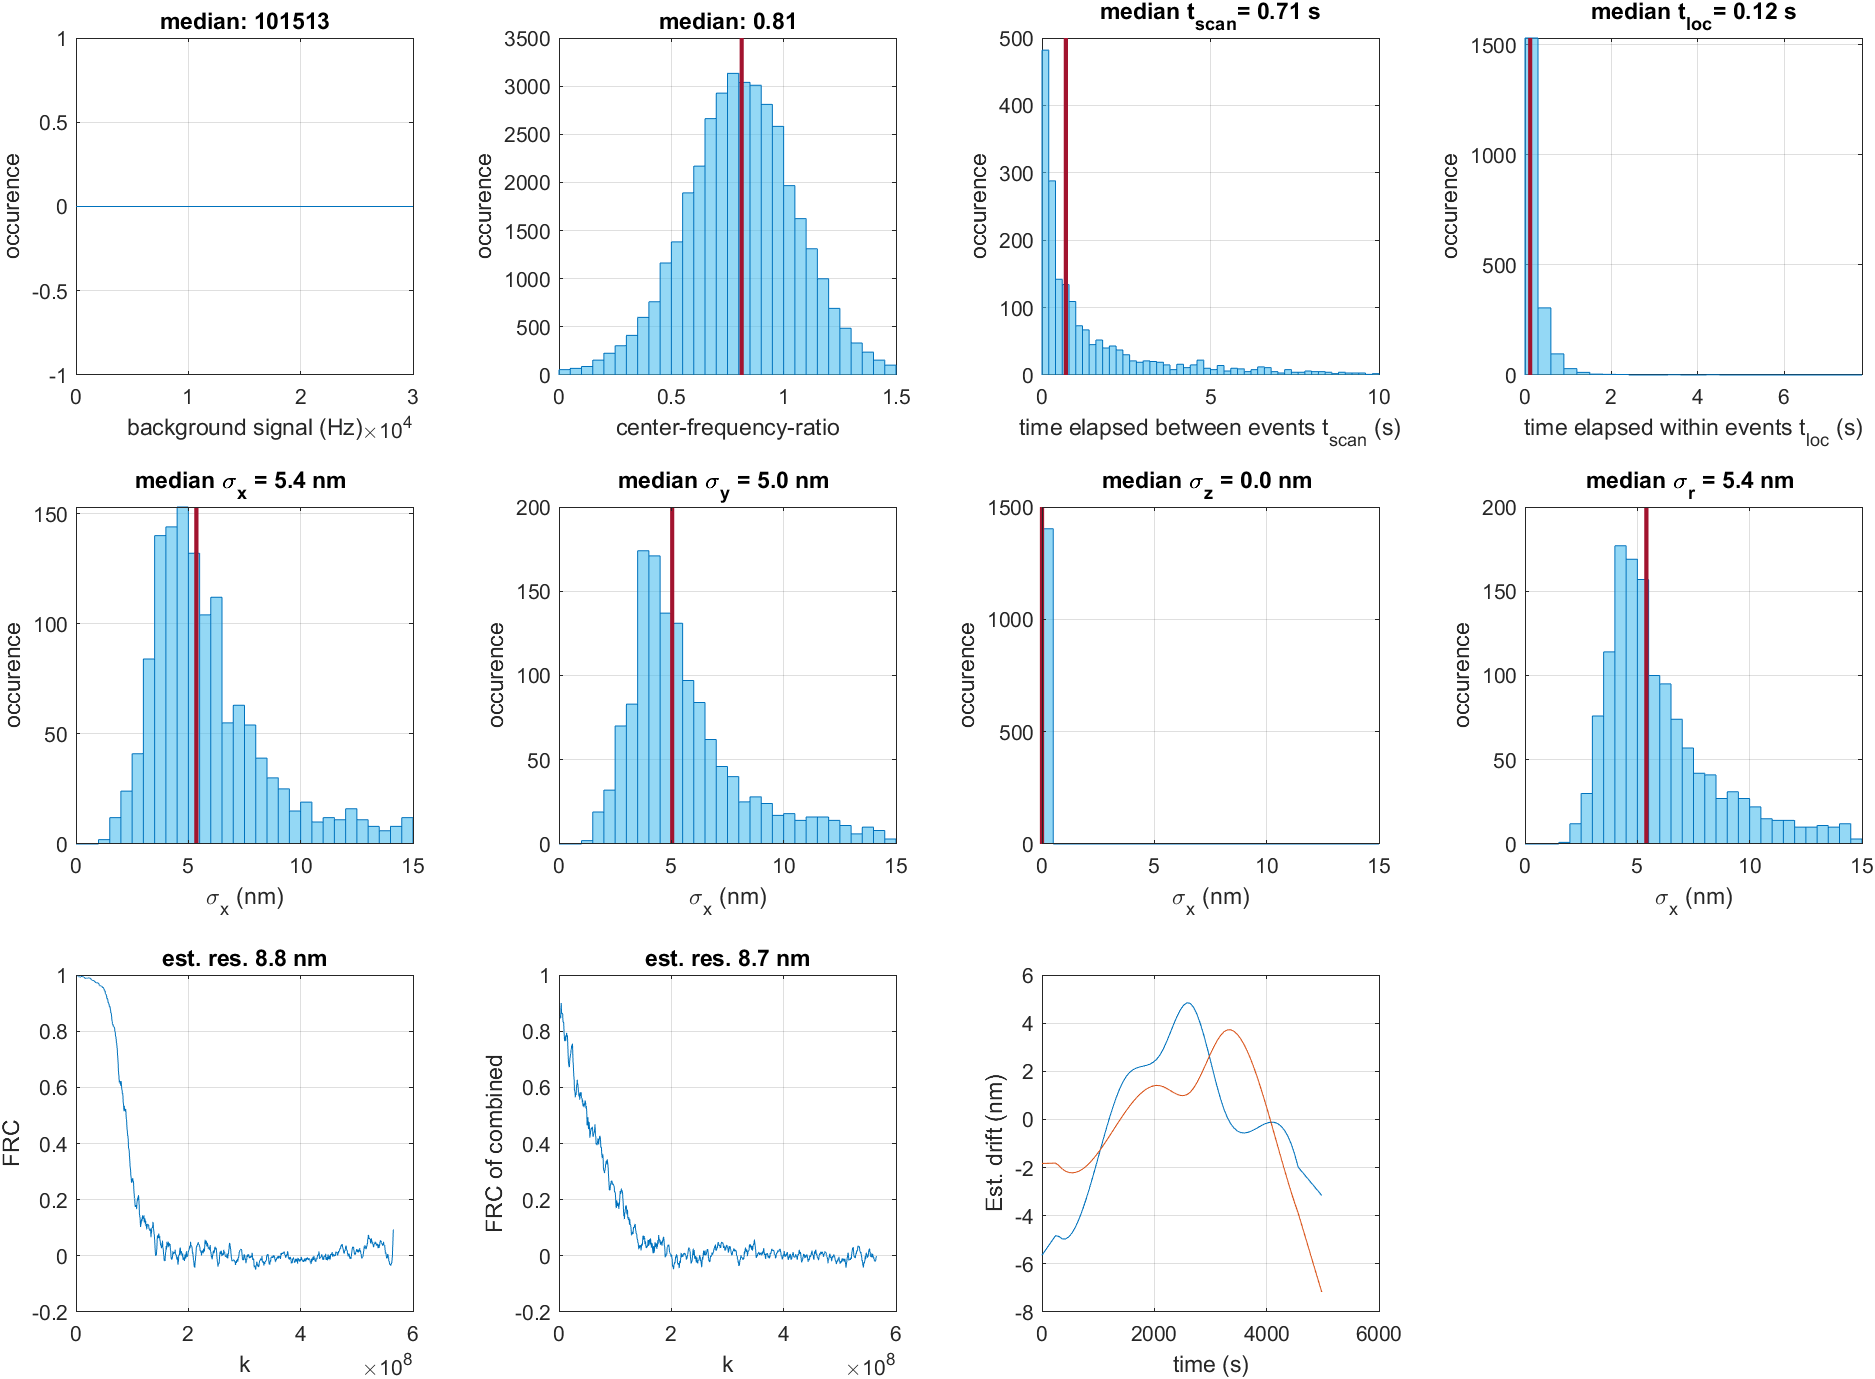 median: 101513
1
0.5
0
-0.5
-1
occurence
0 1 2 3
background signal (Hz) ×10^4
median: 0.81
3500
3000
2500
2000
1500
1000
500
0
occurence
0 0.5 1 1.5
center-frequency-ratio
median t_scan= 0.71 s
500
400
300
200
100
0
occurence
0 5 10
time elapsed between events t_scan (s)
median t_loc= 0.12 s
1500
1000
500
0
occurence
0 2 4 6
time elapsed within events t_loc (s)
median σ_x = 5.4 nm
150
100
50
0
occurence
0 5 10 15
σ_x (nm)
median σ_y = 5.0 nm
200
150
100
50
0
occurence
0 5 10 15
σ_x (nm)
median σ_z = 0.0 nm
1500
1000
500
0
occurence
0 5 10 15
σ_x (nm)
median σ_r = 5.4 nm
200
150
100
50
0
occurence
0 5 10 15
σ_x (nm)
est. res. 8.8 nm
1
0.8
0.6
0.4
0.2
0
-0.2
FRC
0 2 4 6
k ×10^8
est. res. 8.7 nm
1
0.8
0.6
0.4
0.2
0
-0.2
FRC of combined
0 2 4 6
k ×10^8
6
4
2
0
-2
-4
-6
-8
Est. drift (nm)
0 2000 4000 6000
time (s)